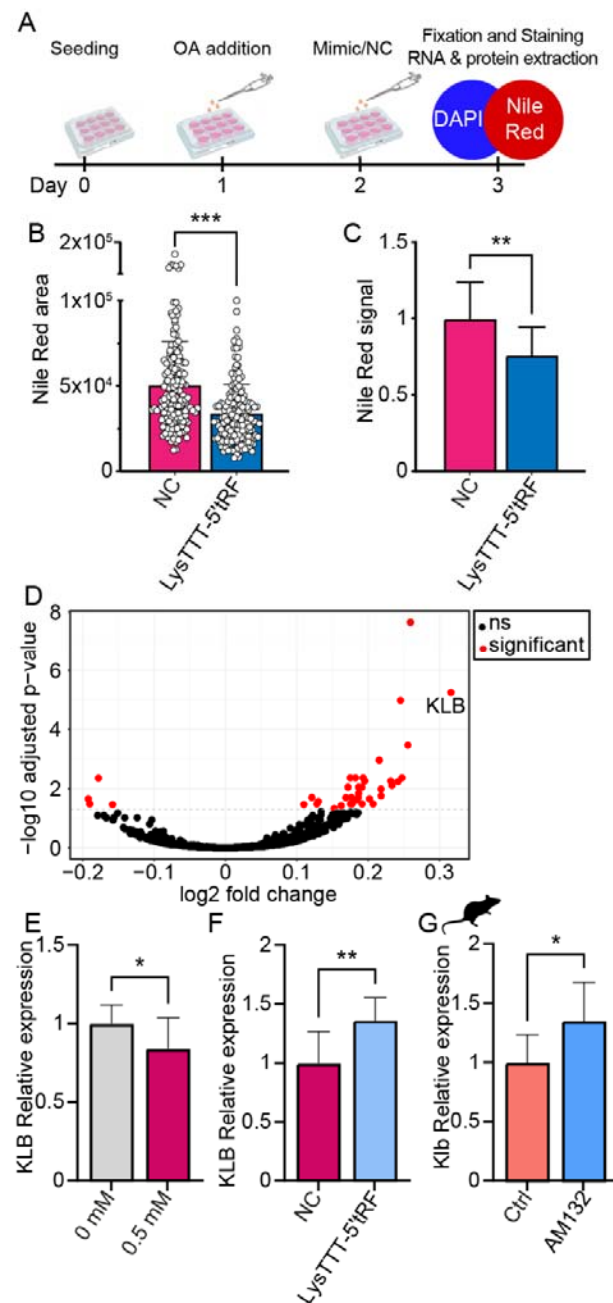 A
Seeding
OA addition
Mimic/NC
Fixation and Staining
RNA & protein extraction
DAPI
Nile
Red
Day
0
1
2
3
B
Nile Red area
2x10⁵
1x10⁵
5x10⁴
0
***
NC
LysTTT-5'tRF
C
Nile Red signal
1.5
1
0.5
0
**
NC
LysTTT-5'tRF
D
−log10 adjusted p−value
8
6
4
2
0
KLB
ns
significant
−0.2
−0.1
0.0
0.1
0.2
0.3
log2 fold change
E
KLB Relative expression
1.5
1
0.5
0
*
0 mM
0.5 mM
F
KLB Relative expression
2
1.5
1
0.5
0
**
NC
LysTTT-5'tRF
G
Klb Relative expression
2
1.5
1
0.5
0
*
Ctrl
AM132